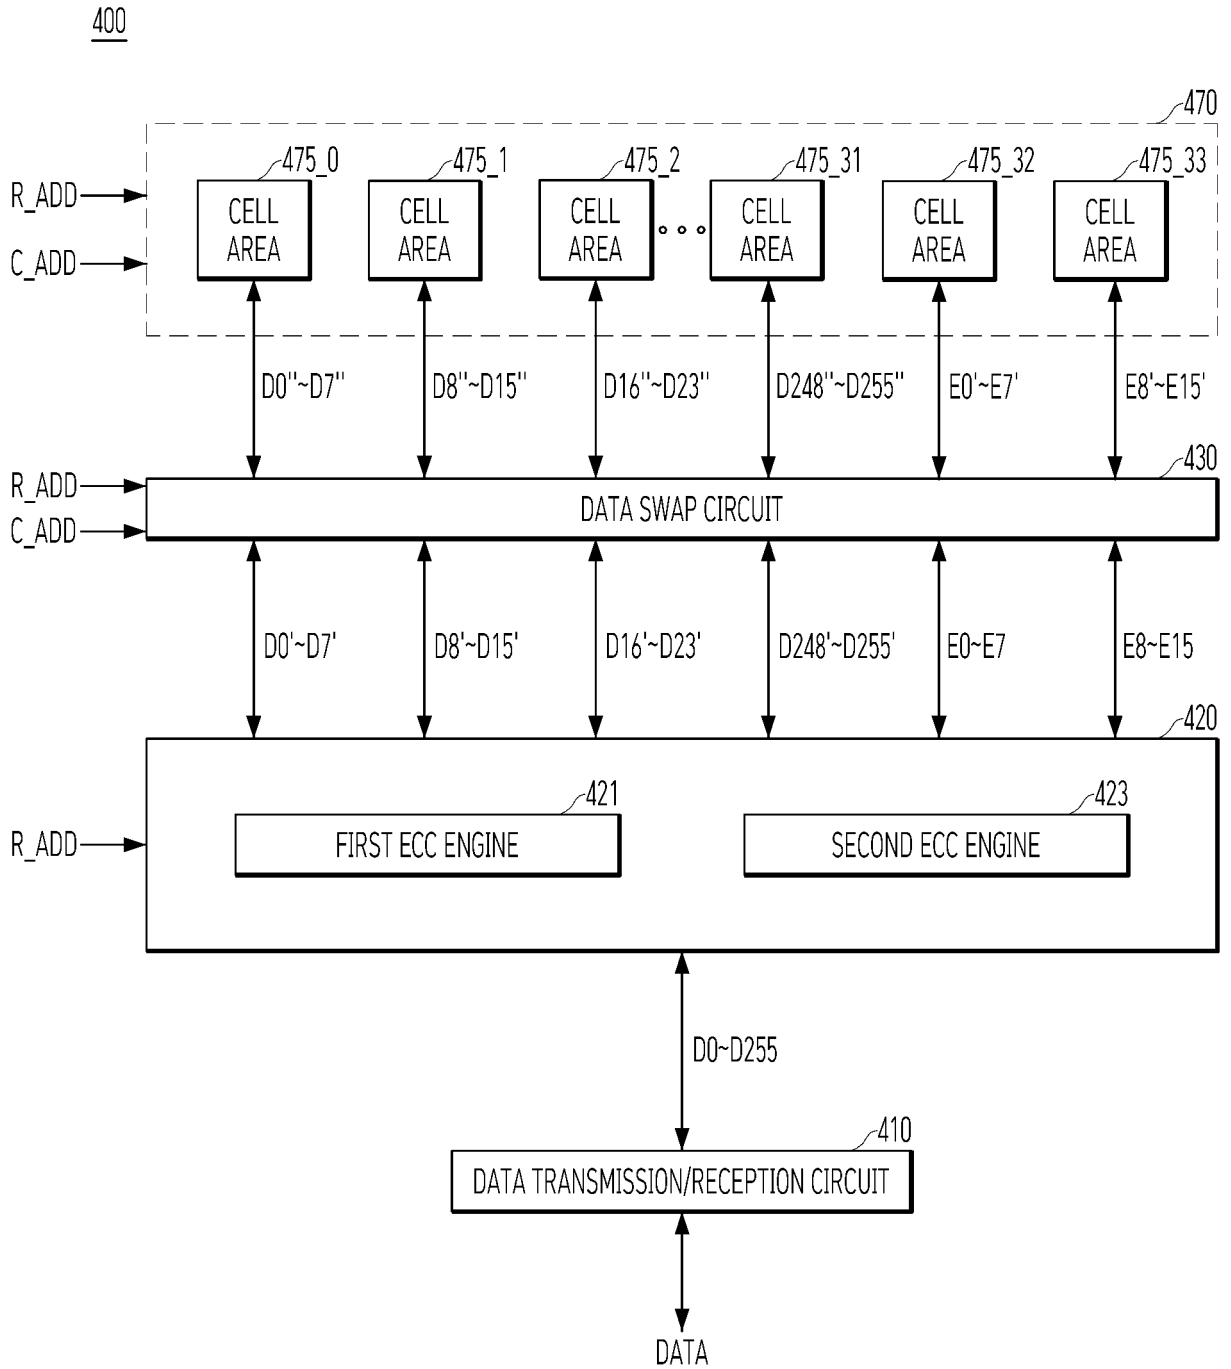 400
470
475_0
475_1
475_2
475_31
475_32
475_33
R_ADD
C_ADD
CELL
AREA
CELL
AREA
CELL
AREA
CELL
AREA
CELL
AREA
CELL
AREA
D0''~D7''
D8''~D15''
D16''~D23''
D248''~D255''
E0'~E7'
E8'~E15'
430
R_ADD
C_ADD
DATA SWAP CIRCUIT
D0'~D7'
D8'~D15'
D16'~D23'
D248'~D255'
E0~E7
E8~E15
420
421
423
R_ADD
FIRST ECC ENGINE
SECOND ECC ENGINE
D0~D255
410
DATA TRANSMISSION/RECEPTION CIRCUIT
DATA